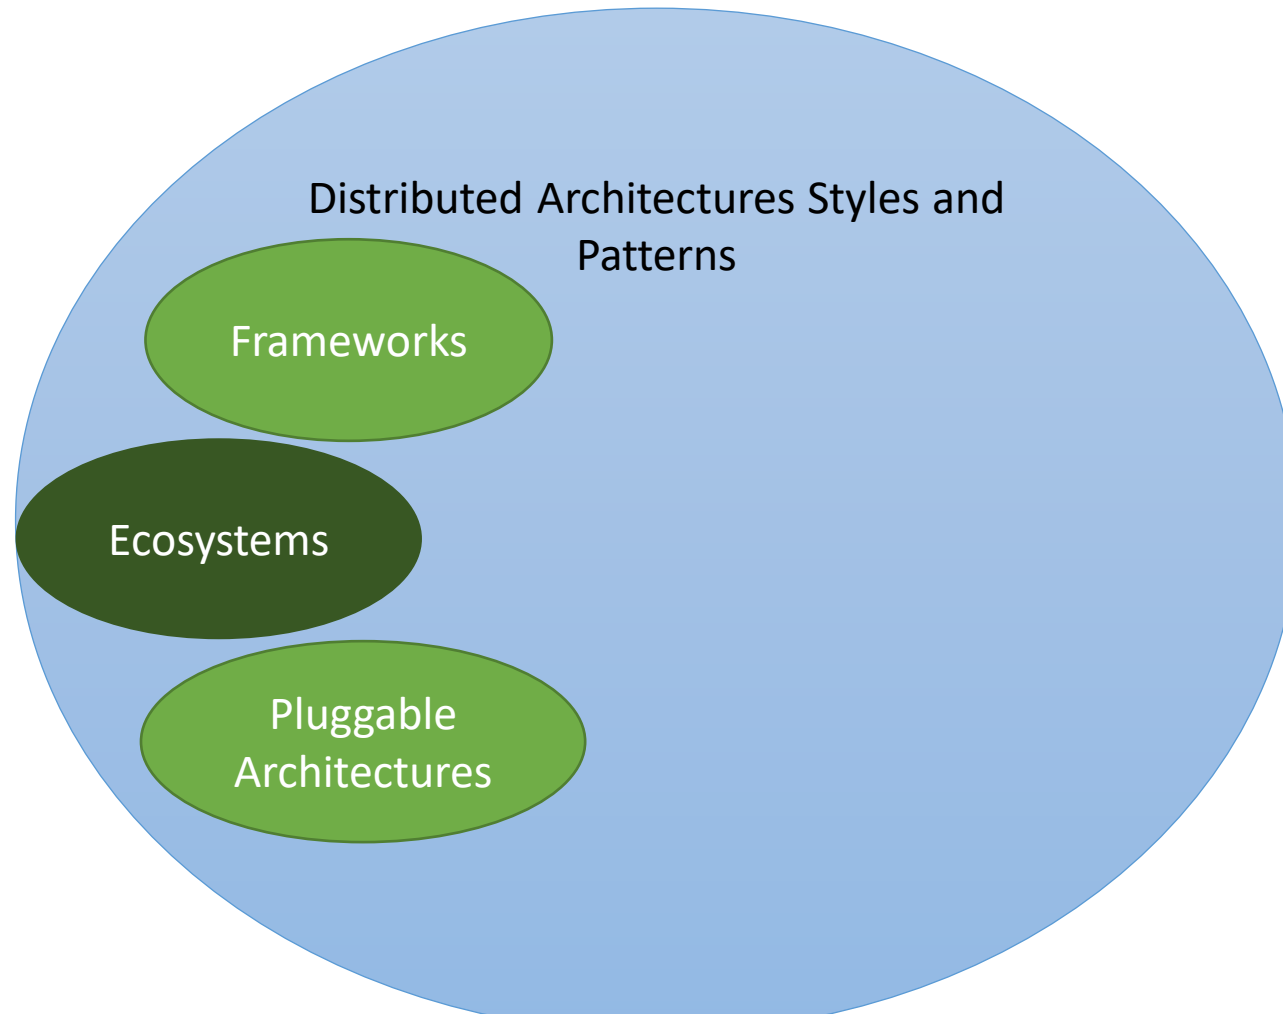 Distributed Architectures Styles and
Patterns
Frameworks
Ecosystems
Pluggable
Architectures